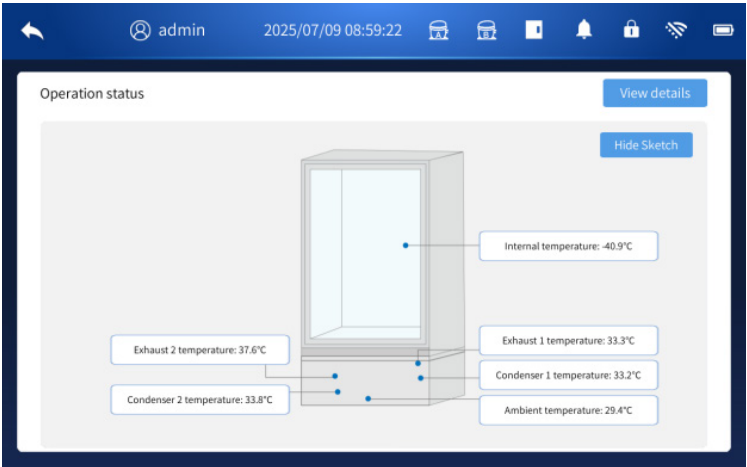 admin
2025/07/09 08:59:22
A
B
Operation status
View details
Hide Sketch
Internal temperature: -40.9°C
Exhaust 2 temperature: 37.6°C
Exhaust 1 temperature: 33.3°C
Condenser 1 temperature: 33.2°C
Condenser 2 temperature: 33.8°C
Ambient temperature: 29.4°C